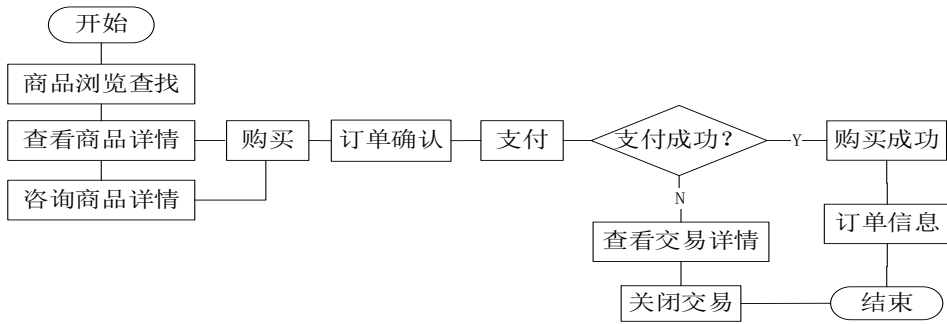 开始
商品浏览查找
查看商品详情
购买
订单确认
支付
支付成功？
Y
购买成功
咨询商品详情
N
订单信息
查看交易详情
关闭交易
结束